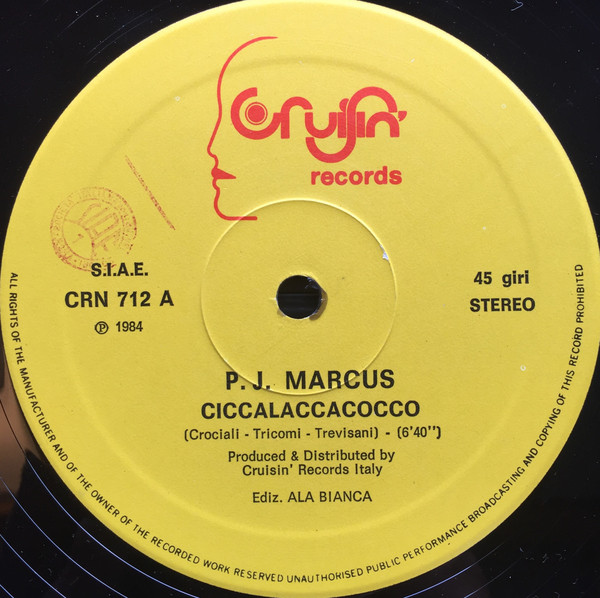 Cruisin'
records
S.I.A.E.
CRN 712 A
℗ 1984
45 giri
STEREO
P. J. MARCUS
CICCALACCACOCCO
(Crociali - Tricomi - Trevisani) - (6'40'')
Produced & Distributed by
Cruisin' Records Italy
Ediz. ALA BIANCA
ALL RIGHTS OF THE MANUFACTURER AND OF THE OWNER OF THE RECORDED WORK RESERVED UNAUTHORISED PUBLIC PERFORMANCE BROADCASTING AND COPYING OF THIS RECORD PROHIBITED